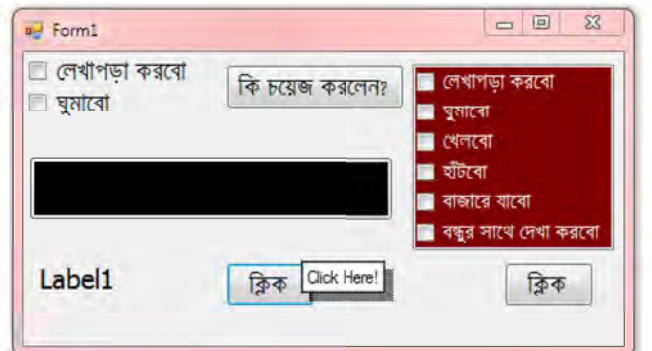 Form1
লেখাপড়া করবো
ঘুমাবো
কি চয়েজ করলেন?
লেখাপড়া করবো
ঘুমাবো
খেলবো
হাঁটবো
বাজারে যাবো
বন্ধুর সাথে দেখা করবো
Label1
ক্লিক
Click Here!
ক্লিক